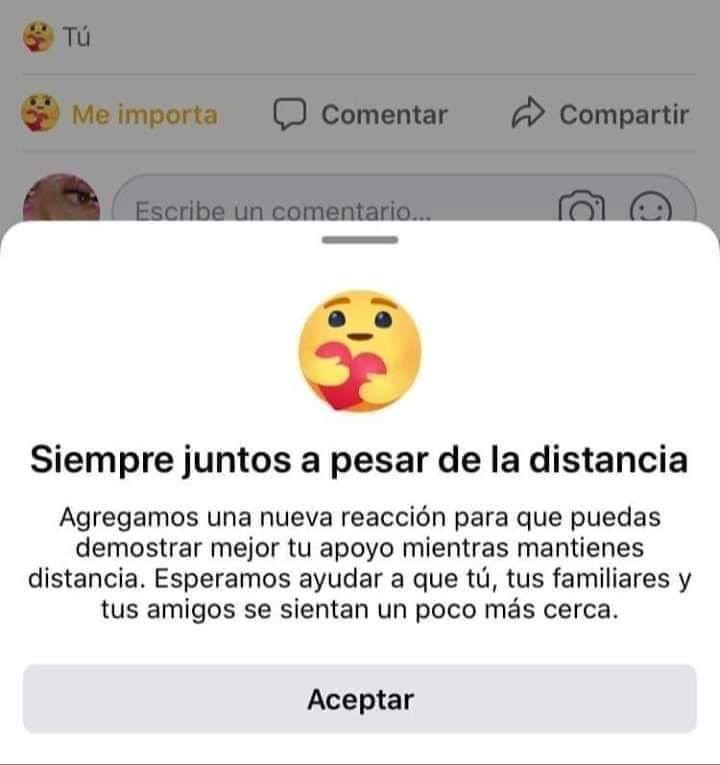 Tú
Me importa Comentar Compartir
Escribe un comentario...
Siempre juntos a pesar de la distancia
Agregamos una nueva reacción para que puedas
demostrar mejor tu apoyo mientras mantienes
distancia. Esperamos ayudar a que tú, tus familiares y
tus amigos se sientan un poco más cerca.
Aceptar